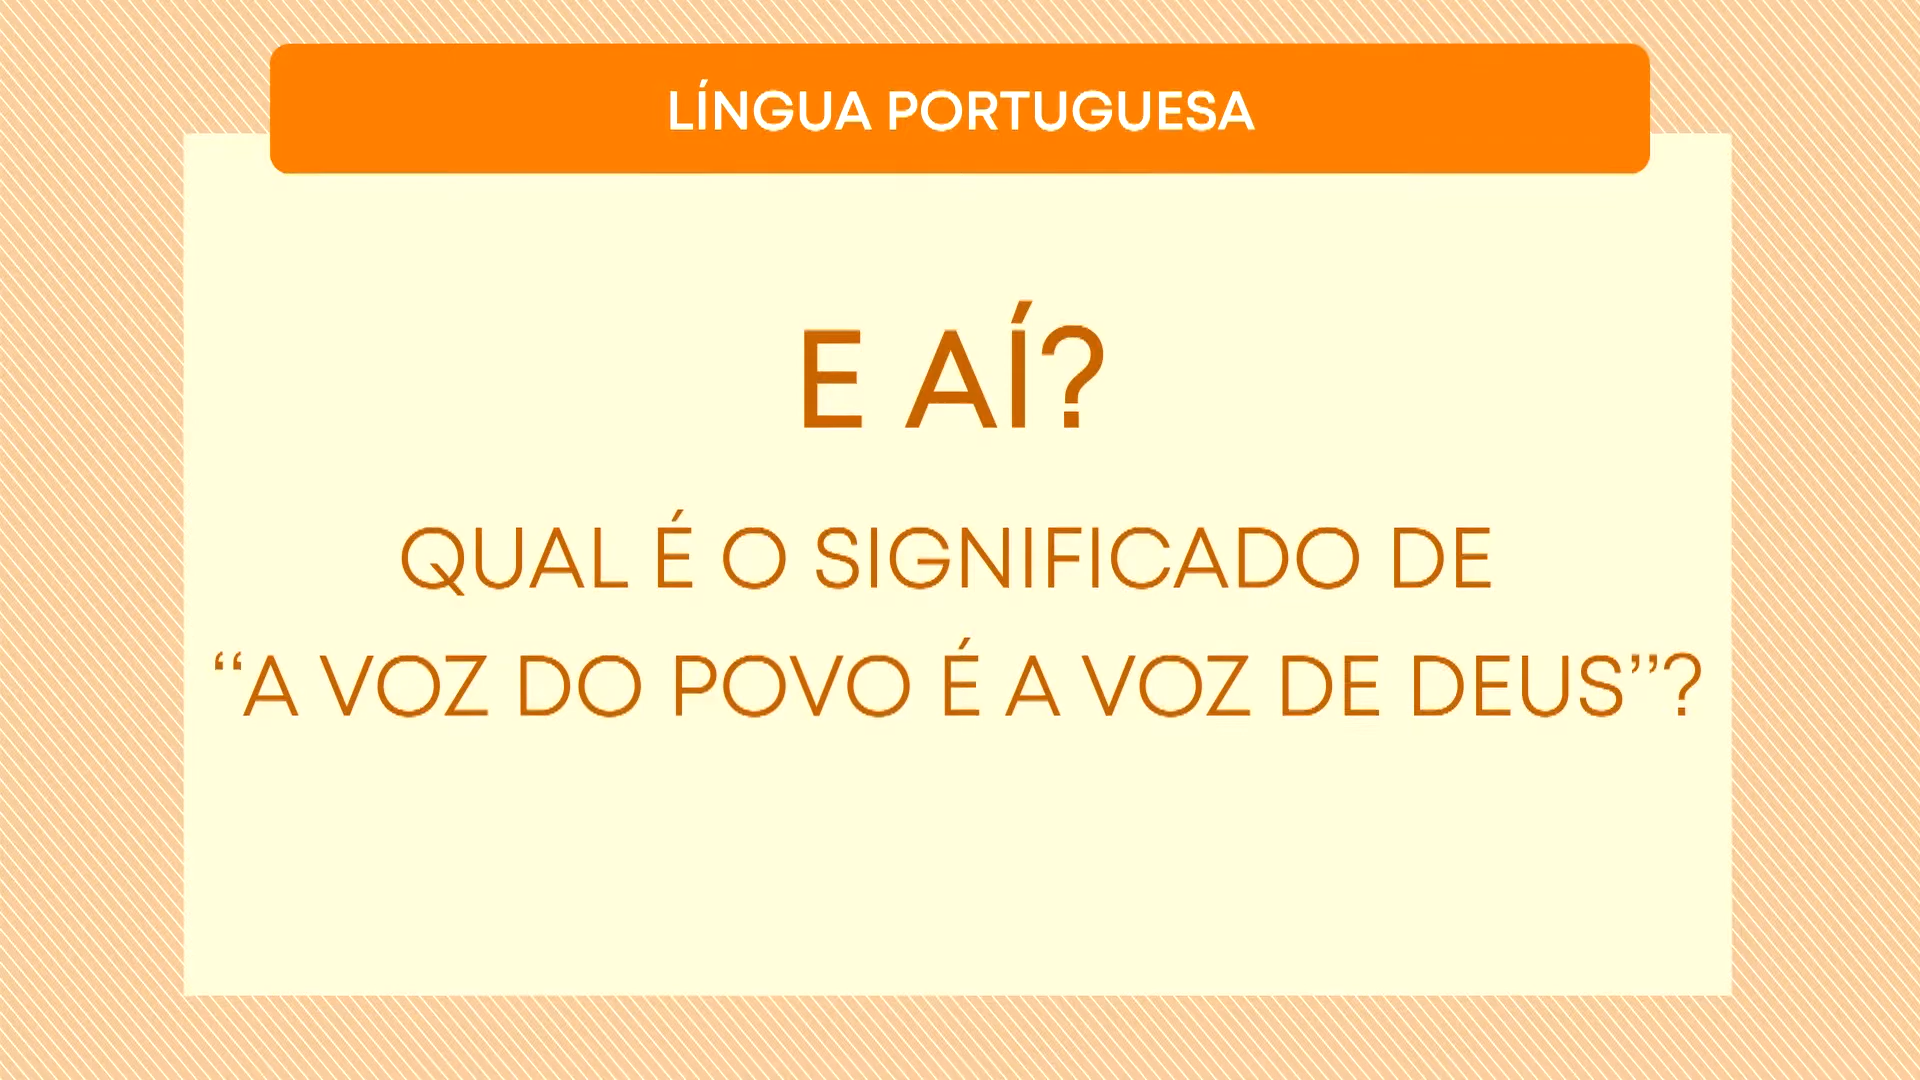 LÍNGUA PORTUGUESA
E AÍ?
QUAL É O SIGNIFICADO DE
“A VOZ DO POVO É A VOZ DE DEUS”?